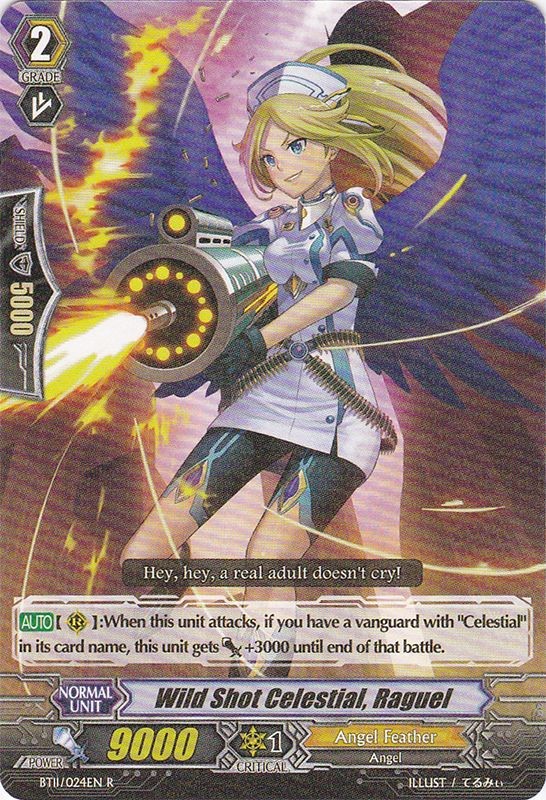 2
GRADE
SHIELD
5000
Hey, hey, a real adult doesn't cry!
AUTO【 R 】:When this unit attacks, if you have a vanguard with "Celestial"
in its card name, this unit gets +3000 until end of that battle.
NORMAL
UNIT
Wild Shot Celestial, Raguel
POWER
9000
1
CRITICAL
Angel Feather
Angel
BT11/024EN R
ILLUST / てるみぃ